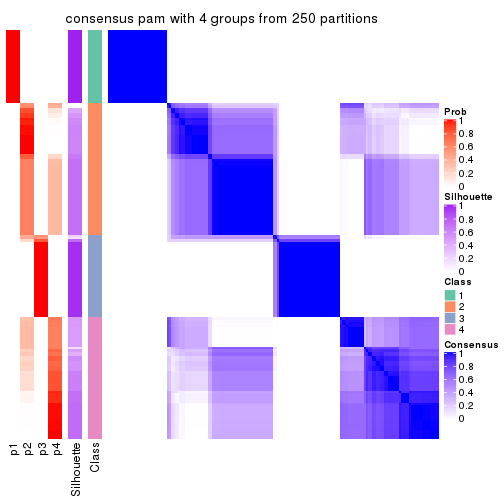 consensus pam with 4 groups from 250 partitions
Prob
1
0.8
0.6
0.4
0.2
0
Silhouette
1
0.8
0.6
0.4
0.2
0
Class
1
2
3
4
Consensus
1
0.8
0.6
0.4
0.2
0
p1
p2
p3
p4
Silhouette
Class